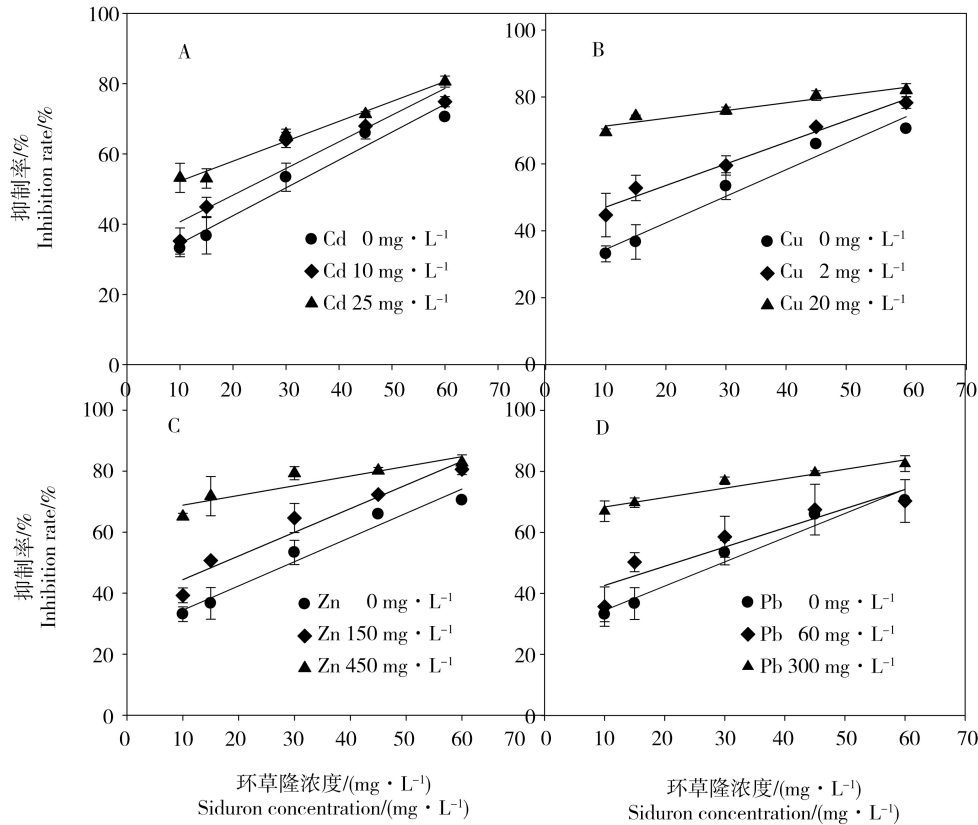 100
80
60
40
20
0
抑制率/%
Inhibition rate/%
A
Cd 0 mg·L⁻¹
Cd 10 mg·L⁻¹
Cd 25 mg·L⁻¹
0 10 20 30 40 50 60 70
100
80
60
40
20
0
B
Cu 0 mg·L⁻¹
Cu 2 mg·L⁻¹
Cu 20 mg·L⁻¹
0 10 20 30 40 50 60 70
100
80
60
40
20
0
抑制率/%
Inhibition rate/%
C
Zn 0 mg·L⁻¹
Zn 150 mg·L⁻¹
Zn 450 mg·L⁻¹
0 10 20 30 40 50 60 70
环草隆浓度/(mg·L⁻¹)
Siduron concentration/(mg·L⁻¹)
100
80
60
40
20
0
D
Pb 0 mg·L⁻¹
Pb 60 mg·L⁻¹
Pb 300 mg·L⁻¹
0 10 20 30 40 50 60 70
环草隆浓度/(mg·L⁻¹)
Siduron concentration/(mg·L⁻¹)